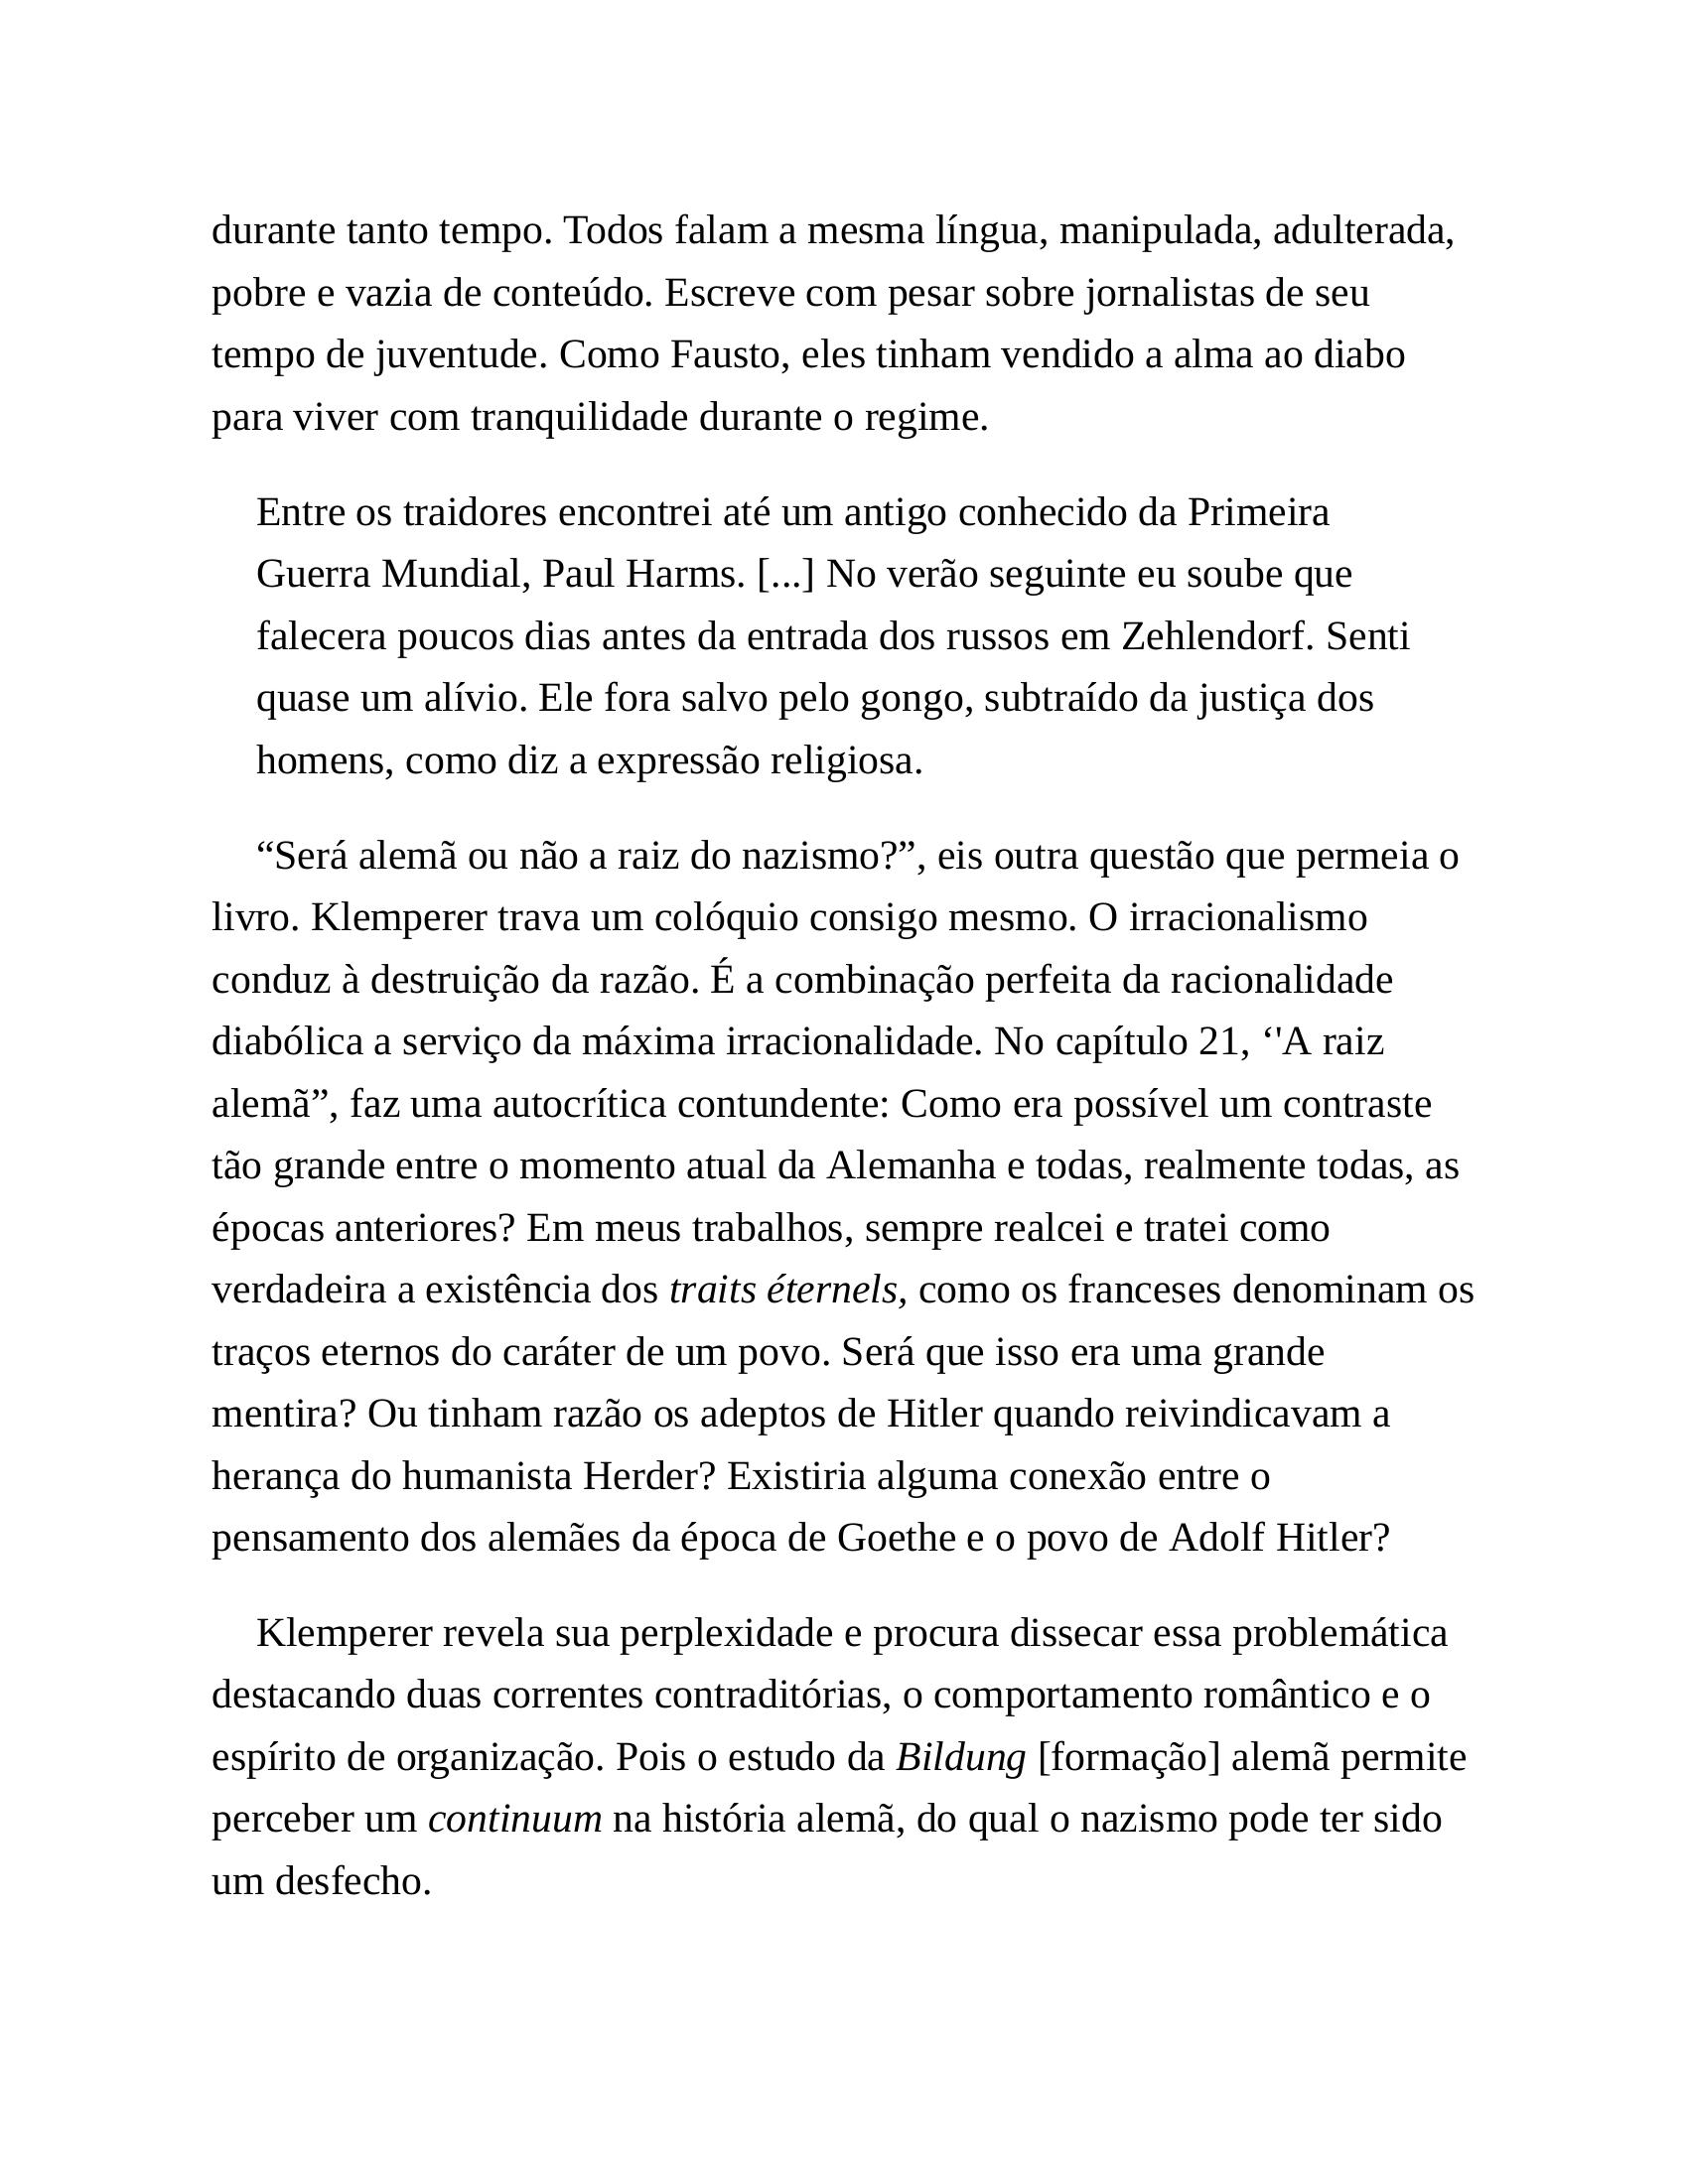 durante tanto tempo. Todos falam a mesma língua, manipulada, adulterada,
pobre e vazia de conteúdo. Escreve com pesar sobre jornalistas de seu
tempo de juventude. Como Fausto, eles tinham vendido a alma ao diabo
para viver com tranquilidade durante o regime.
Entre os traidores encontrei até um antigo conhecido da Primeira
Guerra Mundial, Paul Harms. [...] No verão seguinte eu soube que
falecera poucos dias antes da entrada dos russos em Zehlendorf. Senti
quase um alívio. Ele fora salvo pelo gongo, subtraído da justiça dos
homens, como diz a expressão religiosa.
“Será alemã ou não a raiz do nazismo?”, eis outra questão que permeia o
livro. Klemperer trava um colóquio consigo mesmo. O irracionalismo
conduz à destruição da razão. É a combinação perfeita da racionalidade
diabólica a serviço da máxima irracionalidade. No capítulo 21, ‘'A raiz
alemã”, faz uma autocrítica contundente: Como era possível um contraste
tão grande entre o momento atual da Alemanha e todas, realmente todas, as
épocas anteriores? Em meus trabalhos, sempre realcei e tratei como
verdadeira a existência dos traits éternels, como os franceses denominam os
traços eternos do caráter de um povo. Será que isso era uma grande
mentira? Ou tinham razão os adeptos de Hitler quando reivindicavam a
herança do humanista Herder? Existiria alguma conexão entre o
pensamento dos alemães da época de Goethe e o povo de Adolf Hitler?
Klemperer revela sua perplexidade e procura dissecar essa problemática
destacando duas correntes contraditórias, o comportamento romântico e o
espírito de organização. Pois o estudo da Bildung [formação] alemã permite
perceber um continuum na história alemã, do qual o nazismo pode ter sido
um desfecho.